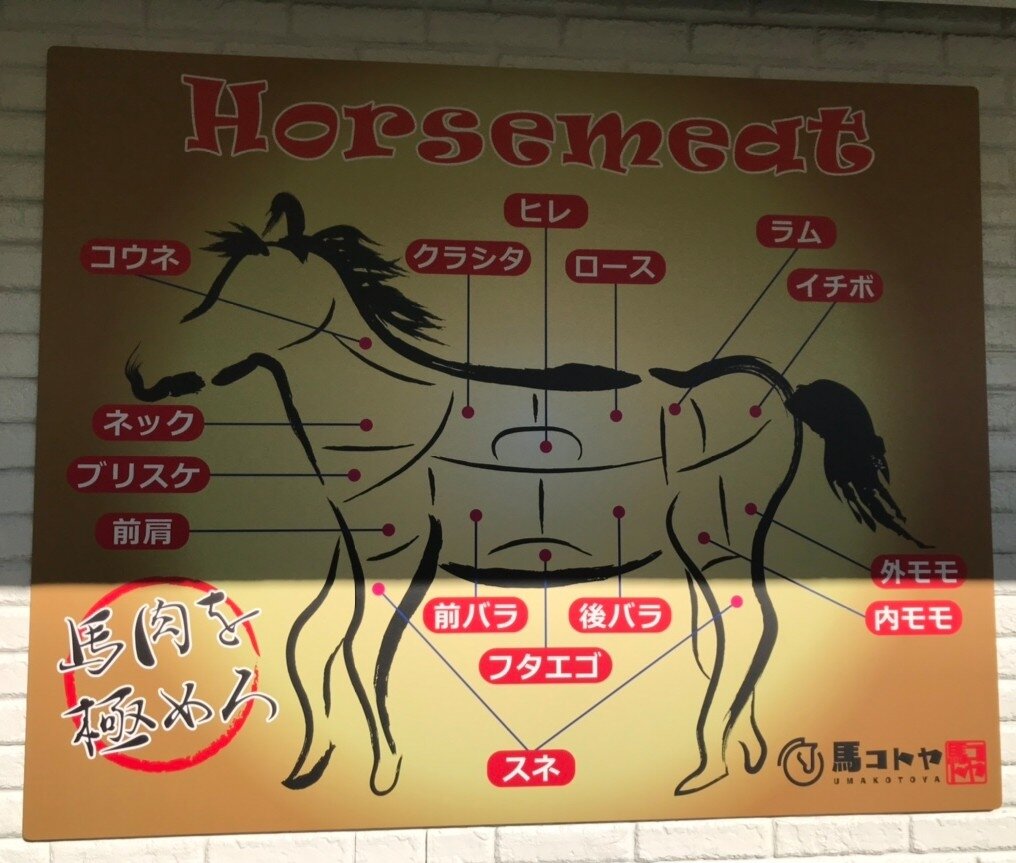 Horsemeat
ヒレ
ラム
コウネ
クラシタ
ロース
イチボ
ネック
ブリスケ
前肩
外モモ
前バラ
後バラ
内モモ
フタエゴ
馬肉を
極めろ
スネ
馬コトヤ
UMAKOTOYA